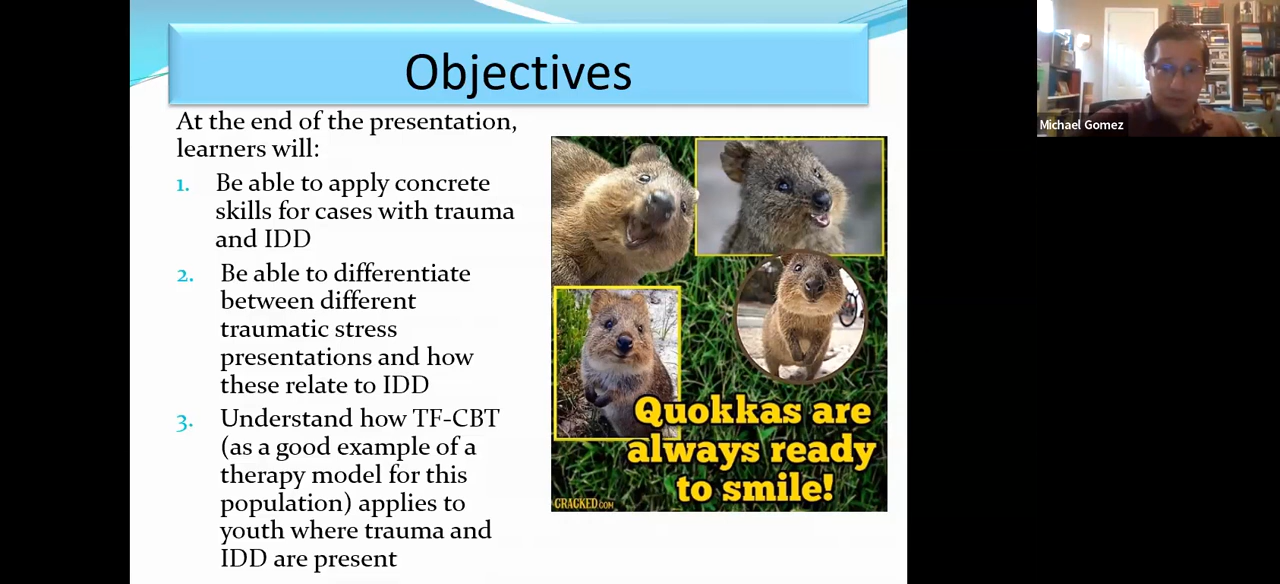 Objectives
At the end of the presentation,
learners will:
1. Be able to apply concrete
skills for cases with trauma
and IDD
2. Be able to differentiate
between different
traumatic stress
presentations and how
these relate to IDD
3. Understand how TF-CBT
(as a good example of a
therapy model for this
population) applies to
youth where trauma and
IDD are present
Quokkas are
always ready
to smile!
CRACKED.COM
Michael Gomez